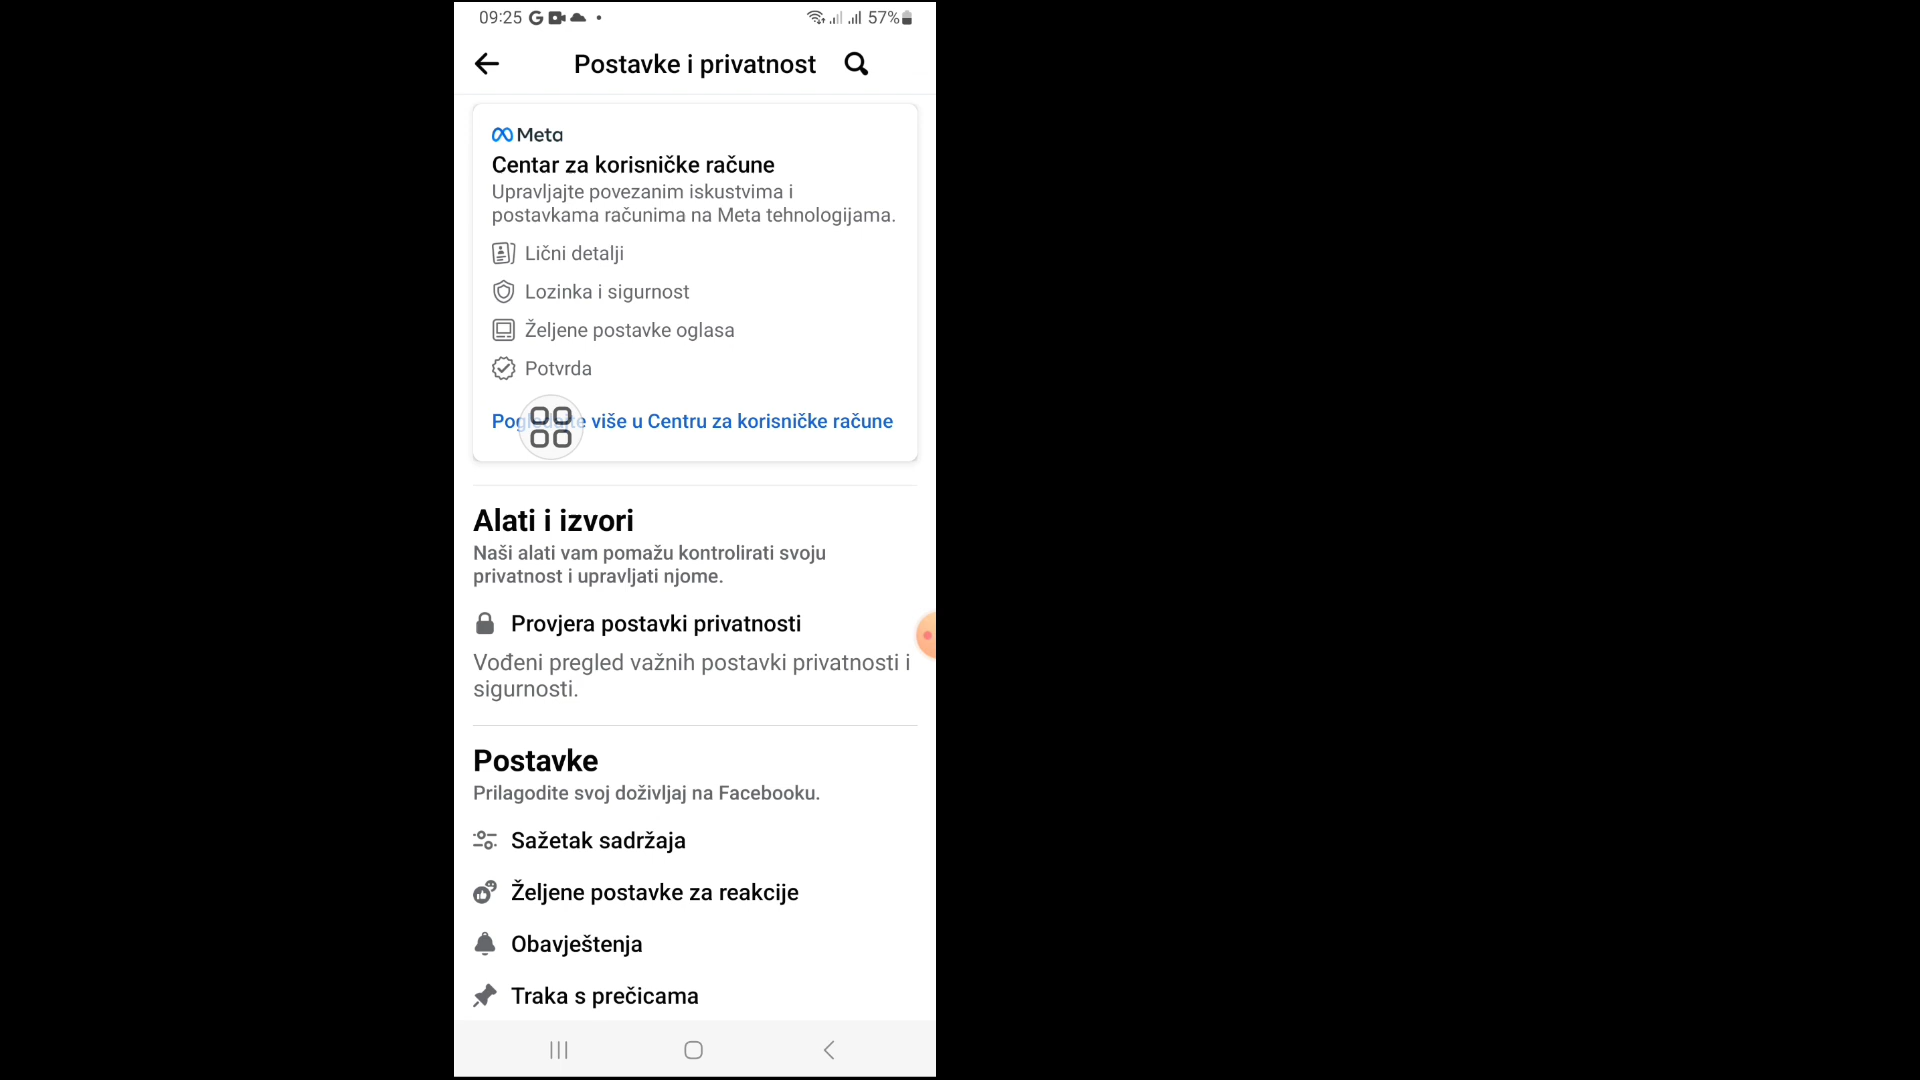 09:25 57%
Postavke i privatnost
Meta
Centar za korisničke račune
Upravljajte povezanim iskustvima i
postavkama računima na Meta tehnologijama.
Lični detalji
Lozinka i sigurnost
Željene postavke oglasa
Potvrda
više u Centru za korisničke račune
Alati i izvori
Naši alati vam pomažu kontrolirati svoju
privatnost i upravljati njome.
Provjera postavki privatnosti
Vođeni pregled važnih postavki privatnosti i
sigurnosti.
Postavke
Prilagodite svoj doživljaj na Facebooku.
Sažetak sadržaja
Željene postavke za reakcije
Obavještenja
Traka s prečicama